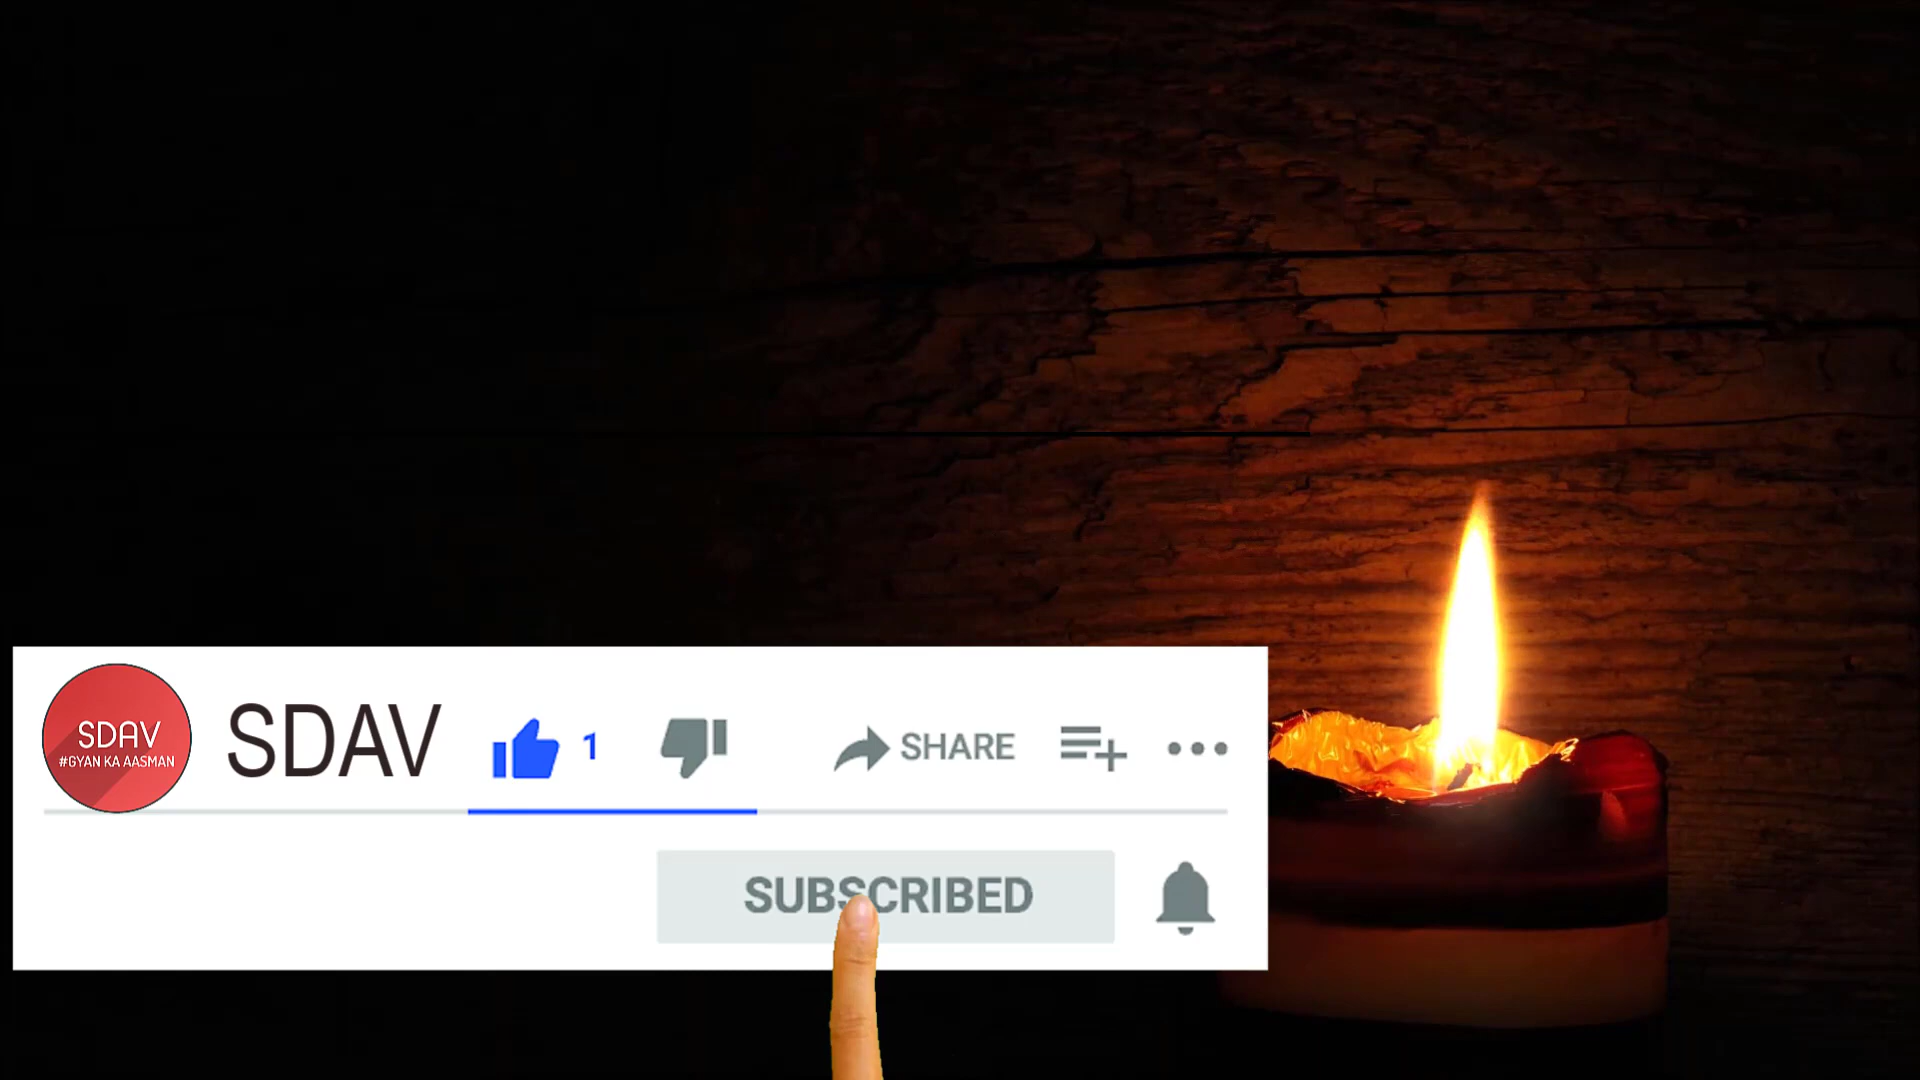 SDAV
#GYAN KA AASMAN
SDAV
1
SHARE
SUBSCRIBED